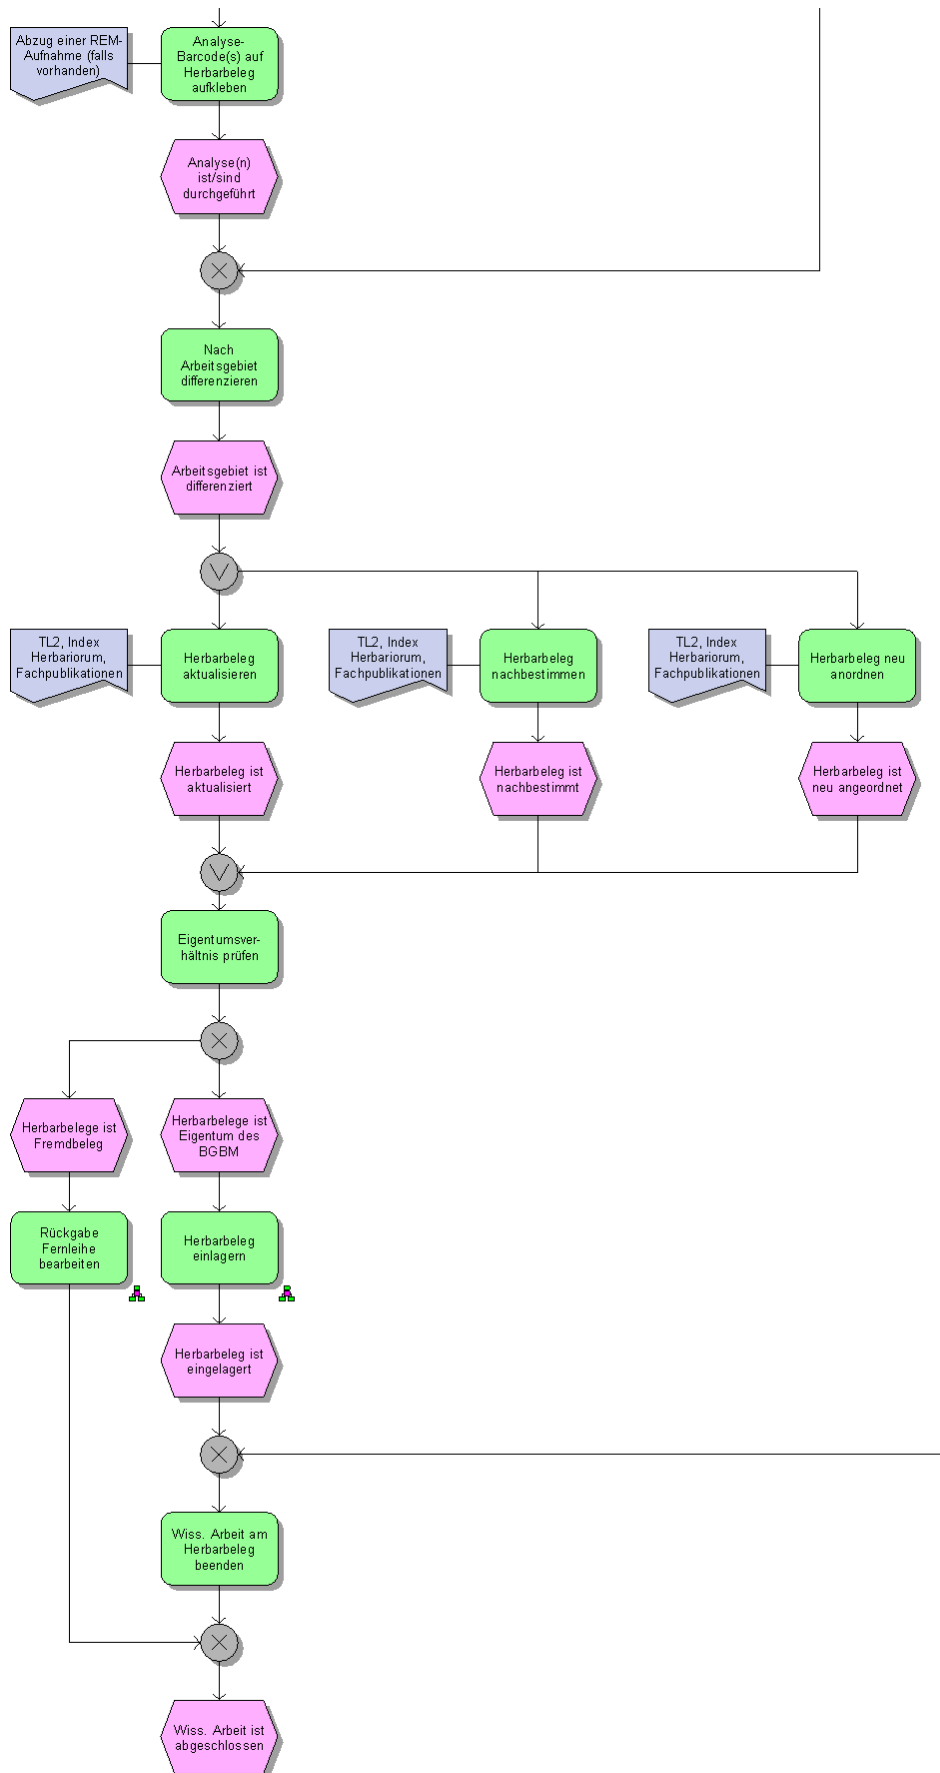 Abzug einer REM-
Aufnahme (falls
vorhanden)
Analyse-
Barcode(s) auf
Herbarbeleg
aufkleben
Analyse(n)
ist/sind
durchgeführt
Nach
Arbeitsgebiet
differenzieren
Arbeitsgebiet ist
differenziert
TL2, Index
Herbariorum,
Fachpublikationen
Herbarbeleg
aktualisieren
TL2, Index
Herbariorum,
Fachpublikationen
Herbarbeleg
nachbestimmen
TL2, Index
Herbariorum,
Fachpublikationen
Herbarbeleg neu
anordnen
Herbarbeleg ist
aktualisiert
Herbarbeleg ist
nachbestimmt
Herbarbeleg ist
neu angeordnet
Eigentumsver-
hältnis prüfen
Herbarbelege ist
Fremdbeleg
Herbarbelege ist
Eigentum des
BGBM
Rückgabe
Fernleihe
bearbeiten
Herbarbeleg
einlagern
Herbarbeleg ist
eingelagert
Wiss. Arbeit am
Herbarbeleg
beenden
Wiss. Arbeit ist
abgeschlossen